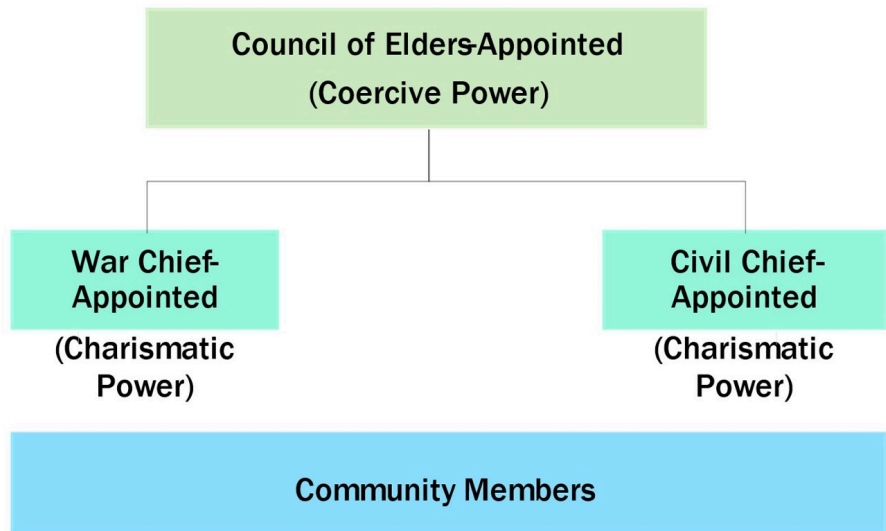 Council of Elders-Appointed
(Coercive Power)
War Chief-
Appointed
(Charismatic
Power)
Civil Chief-
Appointed
(Charismatic
Power)
Community Members